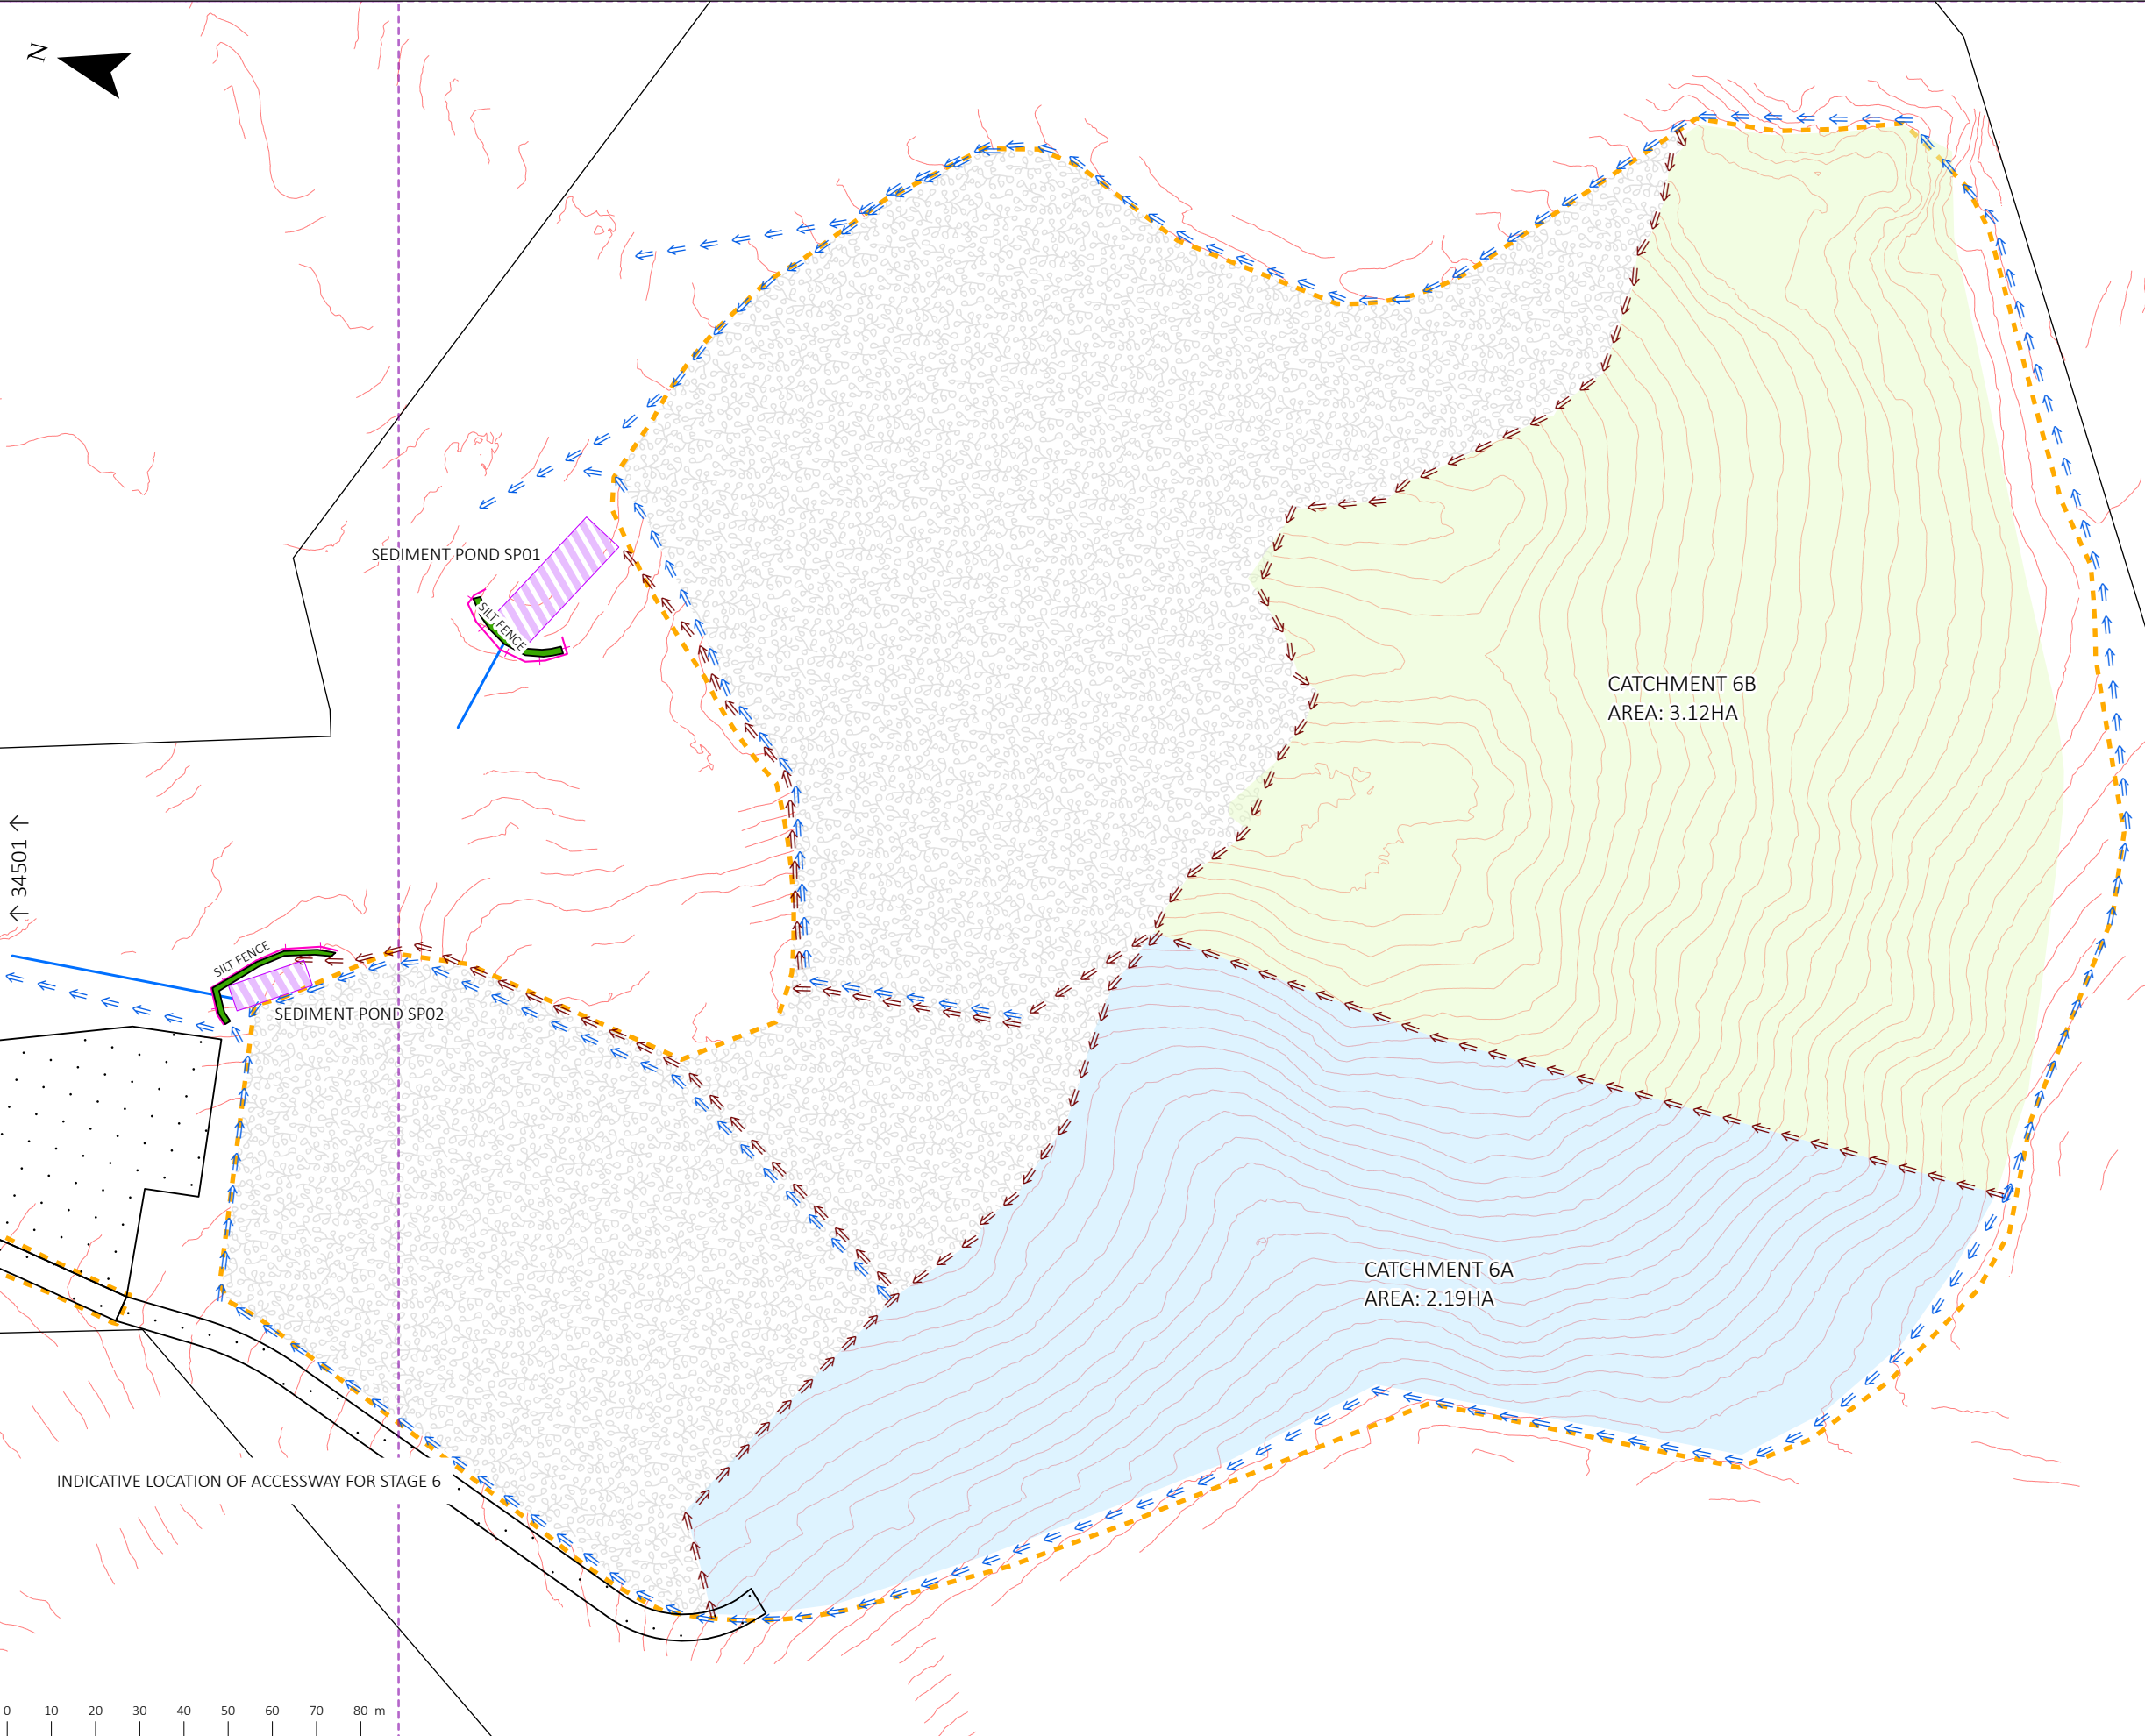 N
SEDIMENT POND SP01
SILT FENCE
CATCHMENT 6B
AREA: 3.12HA
← 34501 →
SILT FENCE
SEDIMENT POND SP02
CATCHMENT 6A
AREA: 2.19HA
INDICATIVE LOCATION OF ACCESSWAY FOR STAGE 6
0 10 20 30 40 50 60 70 80 m